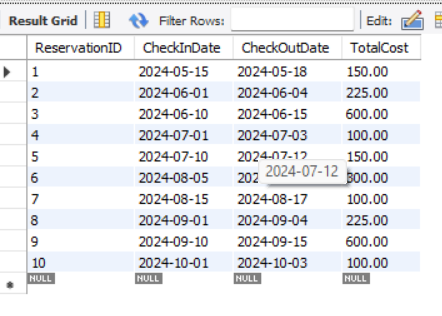 Result Grid Filter Rows: Edit:
ReservationID CheckInDate CheckOutDate TotalCost
1 2024-05-15 2024-05-18 150.00
2 2024-06-01 2024-06-04 225.00
3 2024-06-10 2024-06-15 600.00
4 2024-07-01 2024-07-03 100.00
5 2024-07-10 2024-07-12 150.00
6 2024-08-05 2024-07-12 300.00
7 2024-08-15 2024-08-17 100.00
8 2024-09-01 2024-09-04 225.00
9 2024-09-10 2024-09-15 600.00
10 2024-10-01 2024-10-03 100.00
NULL NULL NULL NULL